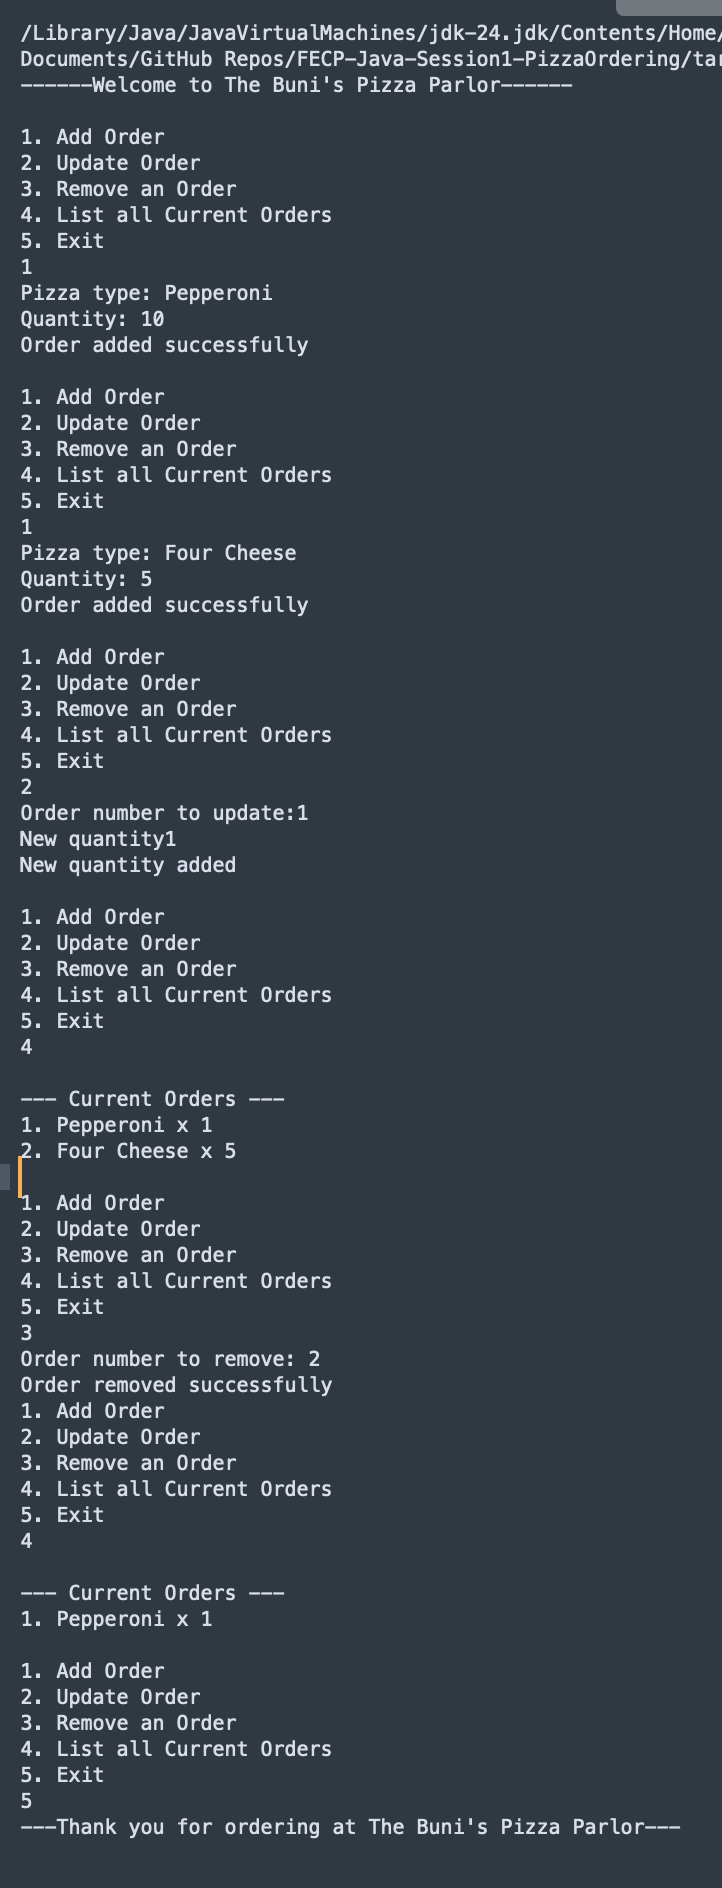 /Library/Java/JavaVirtualMachines/jdk-24.jdk/Contents/Home/
Documents/GitHub Repos/FECP-Java-Session1-PizzaOrdering/tar
------Welcome to The Buni's Pizza Parlor------
1. Add Order
2. Update Order
3. Remove an Order
4. List all Current Orders
5. Exit
1
Pizza type: Pepperoni
Quantity: 10
Order added successfully
1. Add Order
2. Update Order
3. Remove an Order
4. List all Current Orders
5. Exit
1
Pizza type: Four Cheese
Quantity: 5
Order added successfully
1. Add Order
2. Update Order
3. Remove an Order
4. List all Current Orders
5. Exit
2
Order number to update:1
New quantity1
New quantity added
1. Add Order
2. Update Order
3. Remove an Order
4. List all Current Orders
5. Exit
4
--- Current Orders ---
1. Pepperoni x 1
2. Four Cheese x 5
1. Add Order
2. Update Order
3. Remove an Order
4. List all Current Orders
5. Exit
3
Order number to remove: 2
Order removed successfully
1. Add Order
2. Update Order
3. Remove an Order
4. List all Current Orders
5. Exit
4
--- Current Orders ---
1. Pepperoni x 1
1. Add Order
2. Update Order
3. Remove an Order
4. List all Current Orders
5. Exit
5
---Thank you for ordering at The Buni's Pizza Parlor---